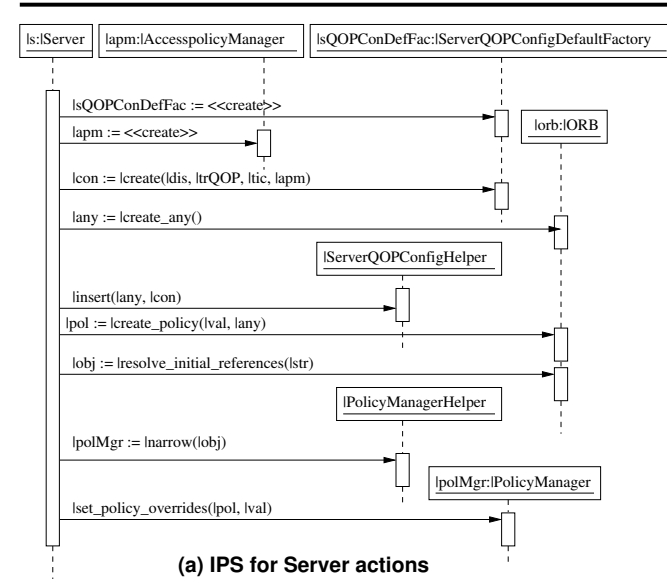 |s:|Server
|apm:|AccesspolicyManager
|sQOPConDefFac:|ServerQOPConfigDefaultFactory
|sQOPConDefFac := <<create>>
|apm := <<create>>
|orb:|ORB
|con := |create(|dis, |trQOP, |tic, |apm)
|any := |create_any()
|ServerQOPConfigHelper
|insert(|any, |con)
|pol := |create_policy(|val, |any)
|obj := |resolve_initial_references(|str)
|PolicyManagerHelper
|polMgr := |narrow(|obj)
|polMgr:|PolicyManager
|set_policy_overrides(|pol, |val)
(a) IPS for Server actions